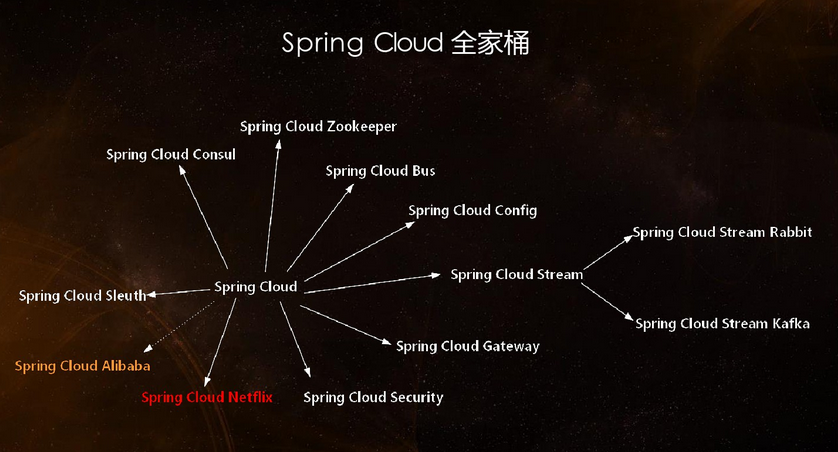 Spring Cloud 全家桶
Spring Cloud Zookeeper
Spring Cloud Consul
Spring Cloud Bus
Spring Cloud Config
Spring Cloud Stream Rabbit
Spring Cloud Stream
Spring Cloud
Spring Cloud Sleuth
Spring Cloud Stream Kafka
Spring Cloud Gateway
Spring Cloud Alibaba
Spring Cloud Netflix
Spring Cloud Security